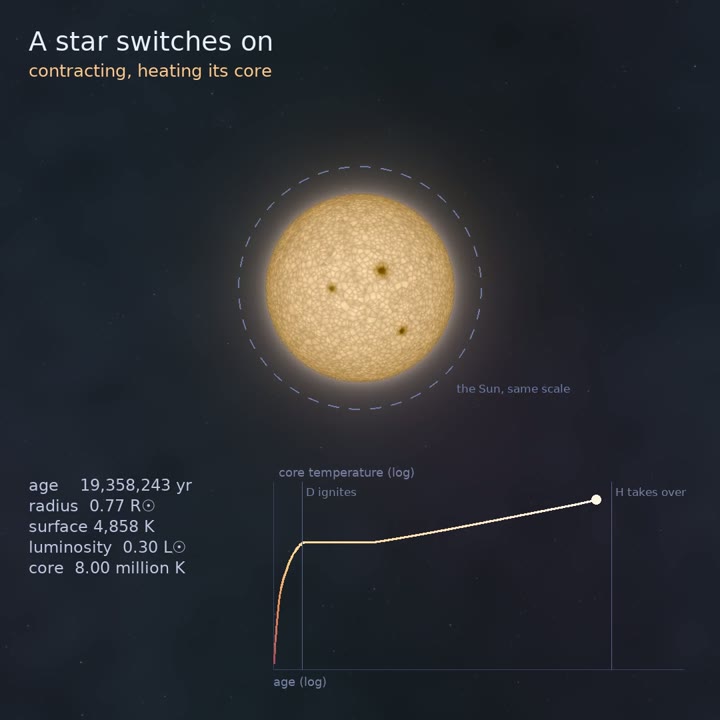 A star switches on
contracting, heating its core
the Sun, same scale
age 19,358,243 yr
radius 0.77 R☉
surface 4,858 K
luminosity 0.30 L☉
core 8.00 million K
core temperature (log)
D ignites
H takes over
age (log)